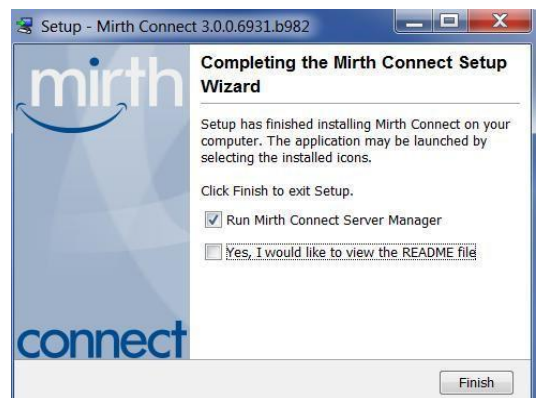 Setup - Mirth Connect 3.0.0.6931.b982
mirth
connect
Completing the Mirth Connect Setup
Wizard
Setup has finished installing Mirth Connect on your
computer. The application may be launched by
selecting the installed icons.
Click Finish to exit Setup.
Run Mirth Connect Server Manager
Yes, I would like to view the README file
Finish